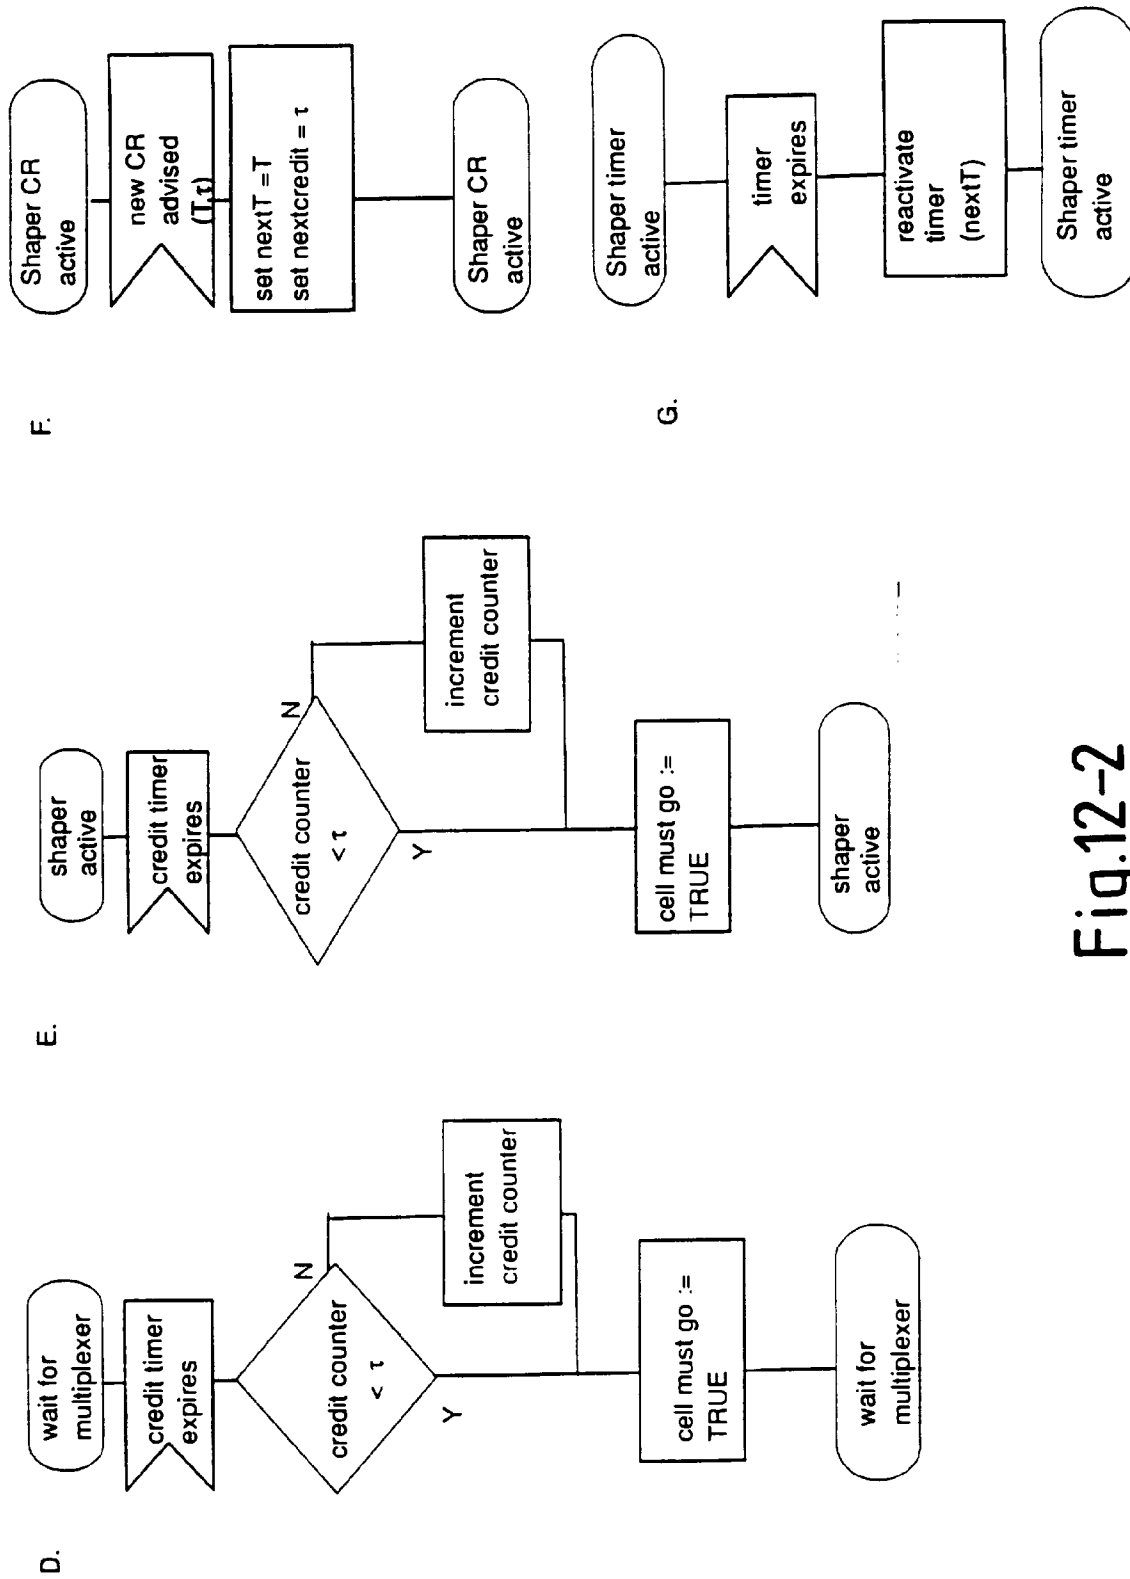 D.
wait for
multiplexer
credit timer
expires
credit counter
< τ
N
Y
increment
credit counter
cell must go :=
TRUE
wait for
multiplexer
E.
shaper
active
credit timer
expires
credit counter
< τ
N
Y
increment
credit counter
cell must go :=
TRUE
shaper
active
F.
Shaper CR
active
new CR
advised
(T,τ)
set nextT =T
set nextcredit = τ
Shaper CR
active
G.
Shaper timer
active
timer
expires
reactivate
timer
(nextT)
Shaper timer
active
Fig.12-2